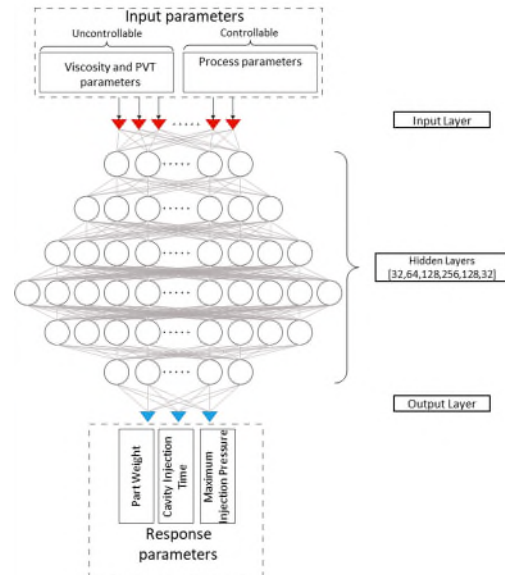 Input parameters
Uncontrollable
Controllable
Viscosity and PVT
parameters
Process parameters
Input Layer
Hidden Layers
[32,64,128,256,128,32]
Output Layer
Part Weight
Cavity Injection
Time
Maximum
Injection Pressure
Response
parameters